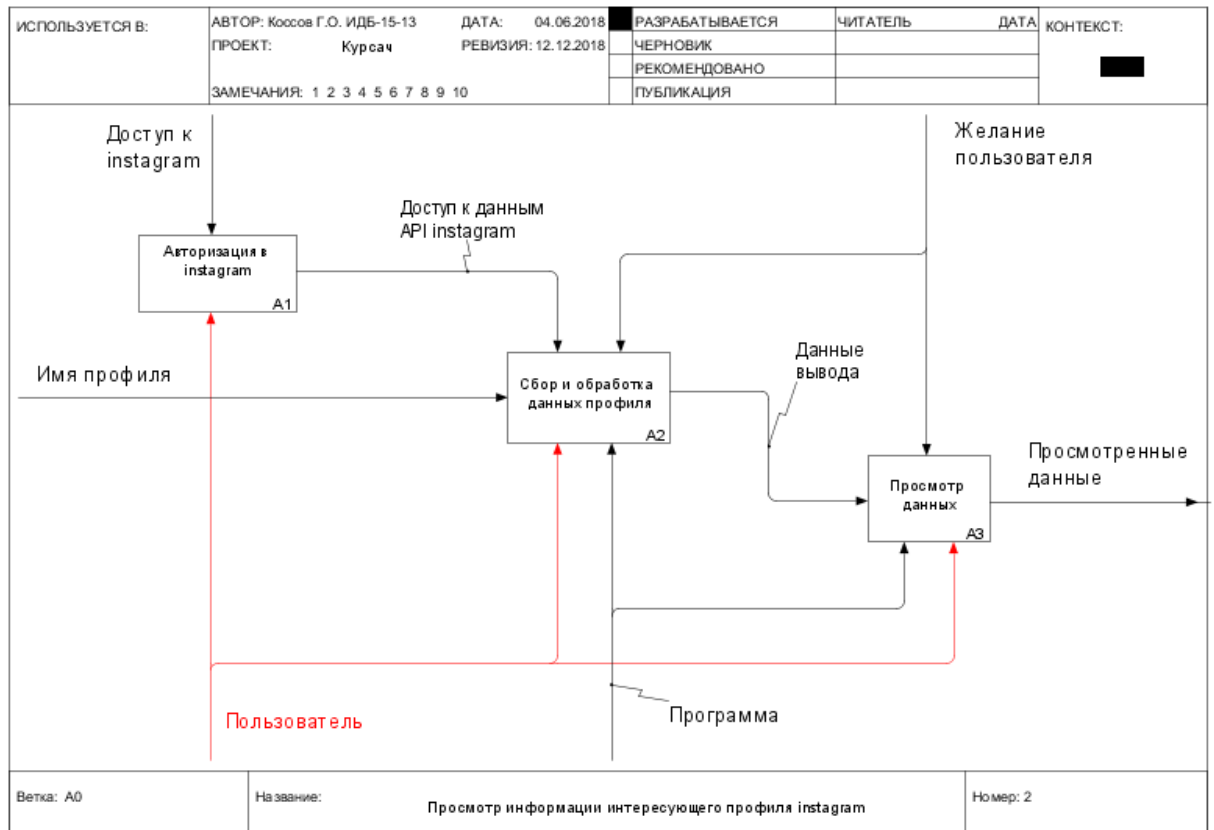 ИСПОЛЬЗУЕТСЯ В:
АВТОР: Коссов Г.О. ИДБ-15-13
ДАТА: 04.06.2018
ПРОЕКТ: Курсач
РЕВИЗИЯ: 12.12.2018
ЗАМЕЧАНИЯ: 1 2 3 4 5 6 7 8 9 10
РАЗРАБАТЫВАЕТСЯ
ЧЕРНОВИК
РЕКОМЕНДОВАНО
ПУБЛИКАЦИЯ
ЧИТАТЕЛЬ ДАТА
КОНТЕКСТ:
Доступ к
instagram
Желание
пользователя
Доступ к данным
API instagram
Авторизация в
instagram
A1
Имя профиля
Данные
вывода
Сбор и обработка
данных профиля
A2
Просмотренные
данные
Просмотр
данных
A3
Пользователь
Программа
Ветка: A0
Название:
Просмотр информации интересующего профиля instagram
Номер: 2